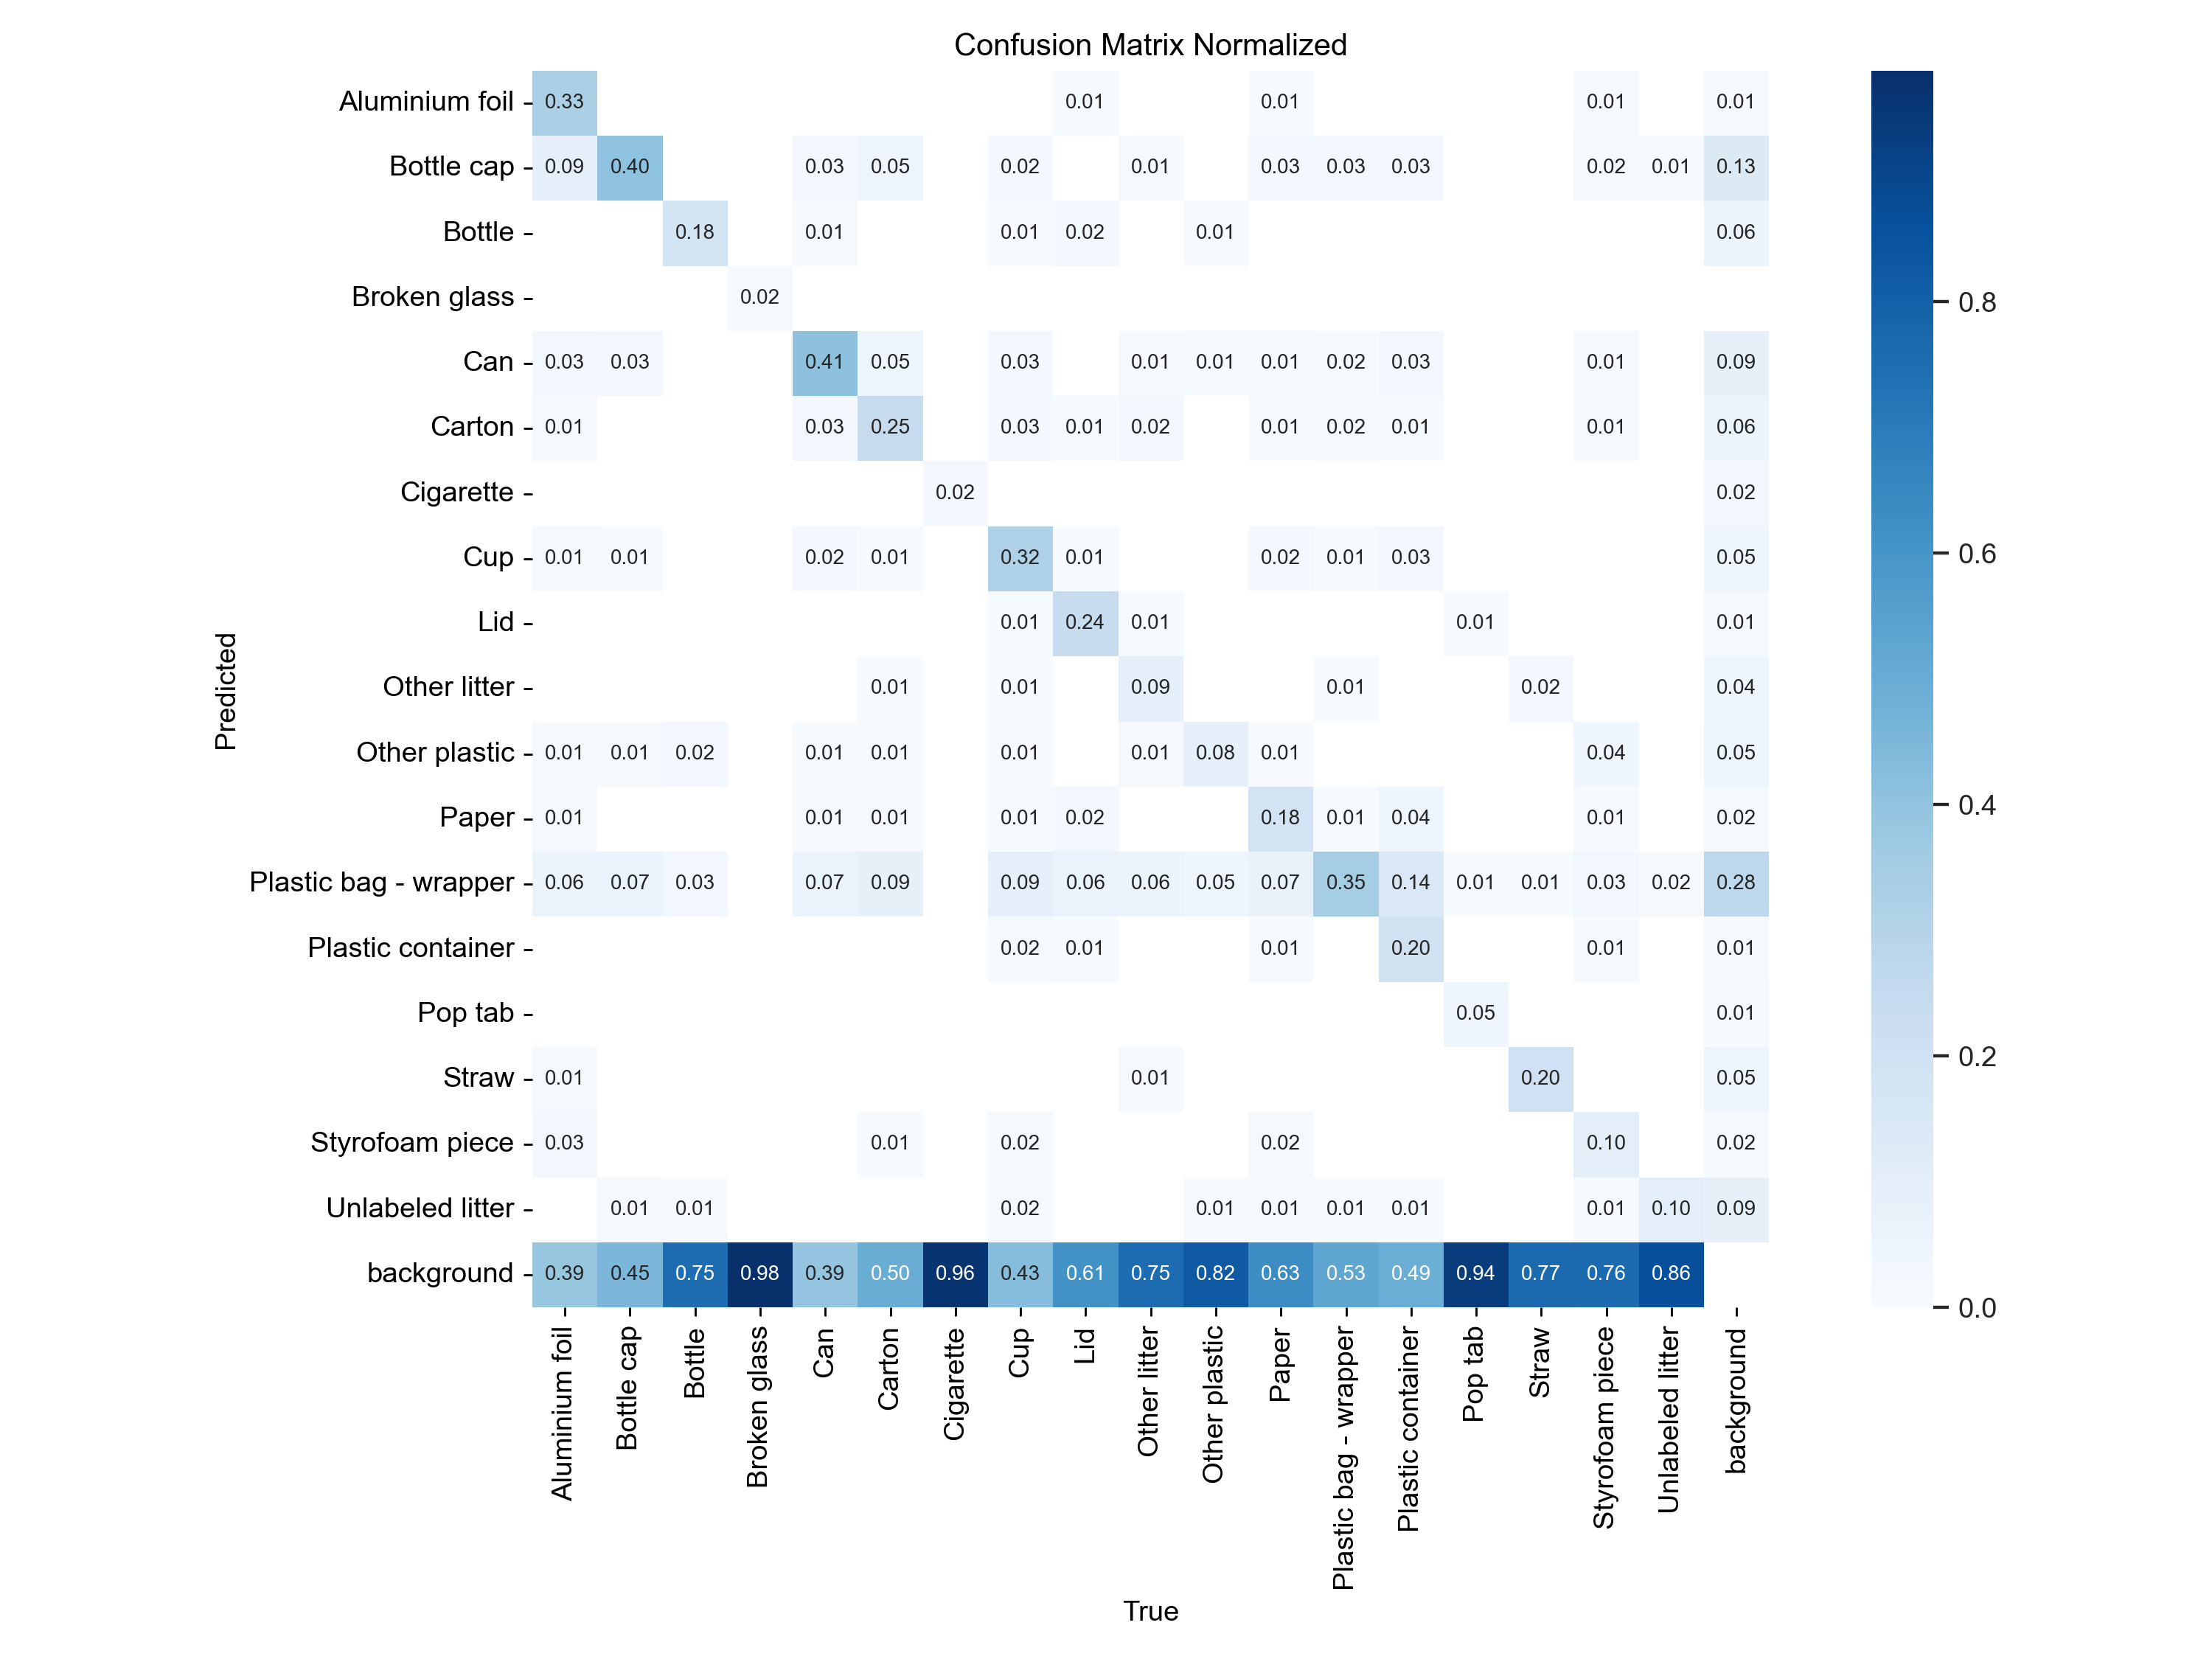 Confusion Matrix Normalized
Aluminium foil 0.33 0.01 0.01 0.01 0.01
Bottle cap 0.09 0.40 0.03 0.05 0.02 0.01 0.03 0.03 0.03 0.02 0.01 0.13
Bottle 0.18 0.01 0.01 0.02 0.01 0.06
Broken glass 0.02
0.8
Can 0.03 0.03 0.41 0.05 0.03 0.01 0.01 0.01 0.02 0.03 0.01 0.09
Carton 0.01 0.03 0.25 0.03 0.01 0.02 0.01 0.02 0.01 0.01 0.06
Cigarette 0.02 0.02
0.6
Cup 0.01 0.01 0.02 0.01 0.32 0.01 0.02 0.01 0.03 0.05
Lid 0.01 0.24 0.01 0.01 0.01
Predicted
Other litter 0.01 0.01 0.09 0.01 0.02 0.04
Other plastic 0.01 0.01 0.02 0.01 0.01 0.01 0.01 0.08 0.01 0.04 0.05
0.4
Paper 0.01 0.01 0.01 0.01 0.02 0.18 0.01 0.04 0.01 0.02
Plastic bag - wrapper 0.06 0.07 0.03 0.07 0.09 0.09 0.06 0.06 0.05 0.07 0.35 0.14 0.01 0.01 0.03 0.02 0.28
Plastic container 0.02 0.01 0.01 0.20 0.01 0.01
Pop tab 0.05 0.01
0.2
Straw 0.01 0.01 0.20 0.05
Styrofoam piece 0.03 0.01 0.02 0.02 0.10 0.02
Unlabeled litter 0.01 0.01 0.02 0.01 0.01 0.01 0.01 0.01 0.10 0.09
background 0.39 0.45 0.75 0.98 0.39 0.50 0.96 0.43 0.61 0.75 0.82 0.63 0.53 0.49 0.94 0.77 0.76 0.86
0.0
Aluminium foil
Bottle cap
Bottle
Broken glass
Can
Carton
Cigarette
Cup
Lid
Other litter
Other plastic
Paper
Plastic bag - wrapper
Plastic container
Pop tab
Straw
Styrofoam piece
Unlabeled litter
background
True